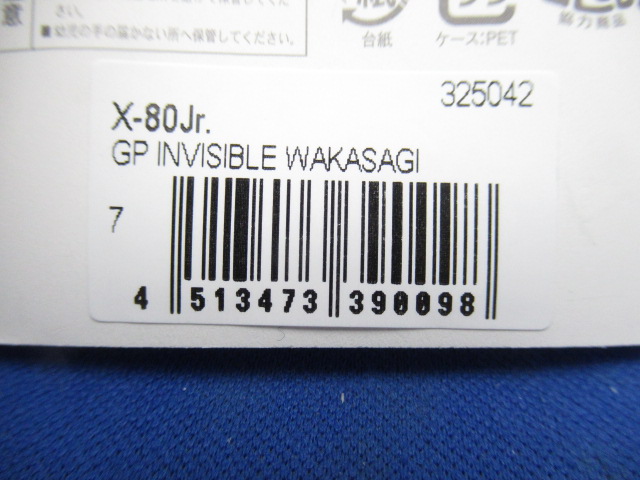 意
さい。
■幼児の手の届かない所へ保管してください。
台紙
ケース:PET
325042
X-80Jr.
GP INVISIBLE WAKASAGI
7
4 513473 390098